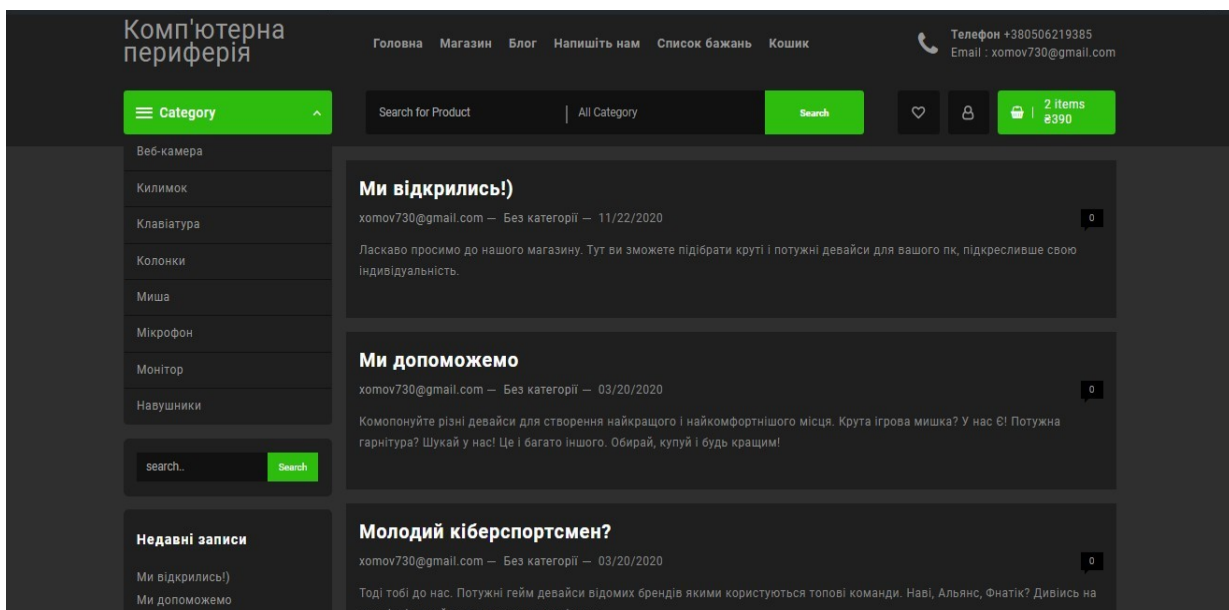 Комп'ютерна
периферія
Головна Магазин Блог Напишіть нам Список бажань Кошик
Телефон +380506219385
Email : xomov730@gmail.com
Category
Search for Product
All Category
Search
2 items
₴390
Веб-камера
Килимок
Клавіатура
Колонки
Миша
Мікрофон
Монітор
Навушники
search..
Search
Недавні записи
Ми відкрились!)
Ми допоможемо
Ми відкрились!)
xomov730@gmail.com — Без категорії — 11/22/2020
0
Ласкаво просимо до нашого магазину. Тут ви зможете підібрати круті і потужні девайси для вашого пк, підкресливше свою
індивідуальність.
Ми допоможемо
xomov730@gmail.com — Без категорії — 03/20/2020
0
Комопонуйте різні девайси для створення найкращого і найкомфортнішого місця. Крута ігрова мишка? У нас Є! Потужна
гарнітура? Шукай у нас! Це і багато іншого. Обирай, купуй і будь кращим!
Молодий кіберспортсмен?
xomov730@gmail.com — Без категорії — 03/20/2020
0
Тоді тобі до нас. Потужні гейм девайси відомих брендів якими користуються топові команди. Наві, Альянс, Фнатік? Дивіись на